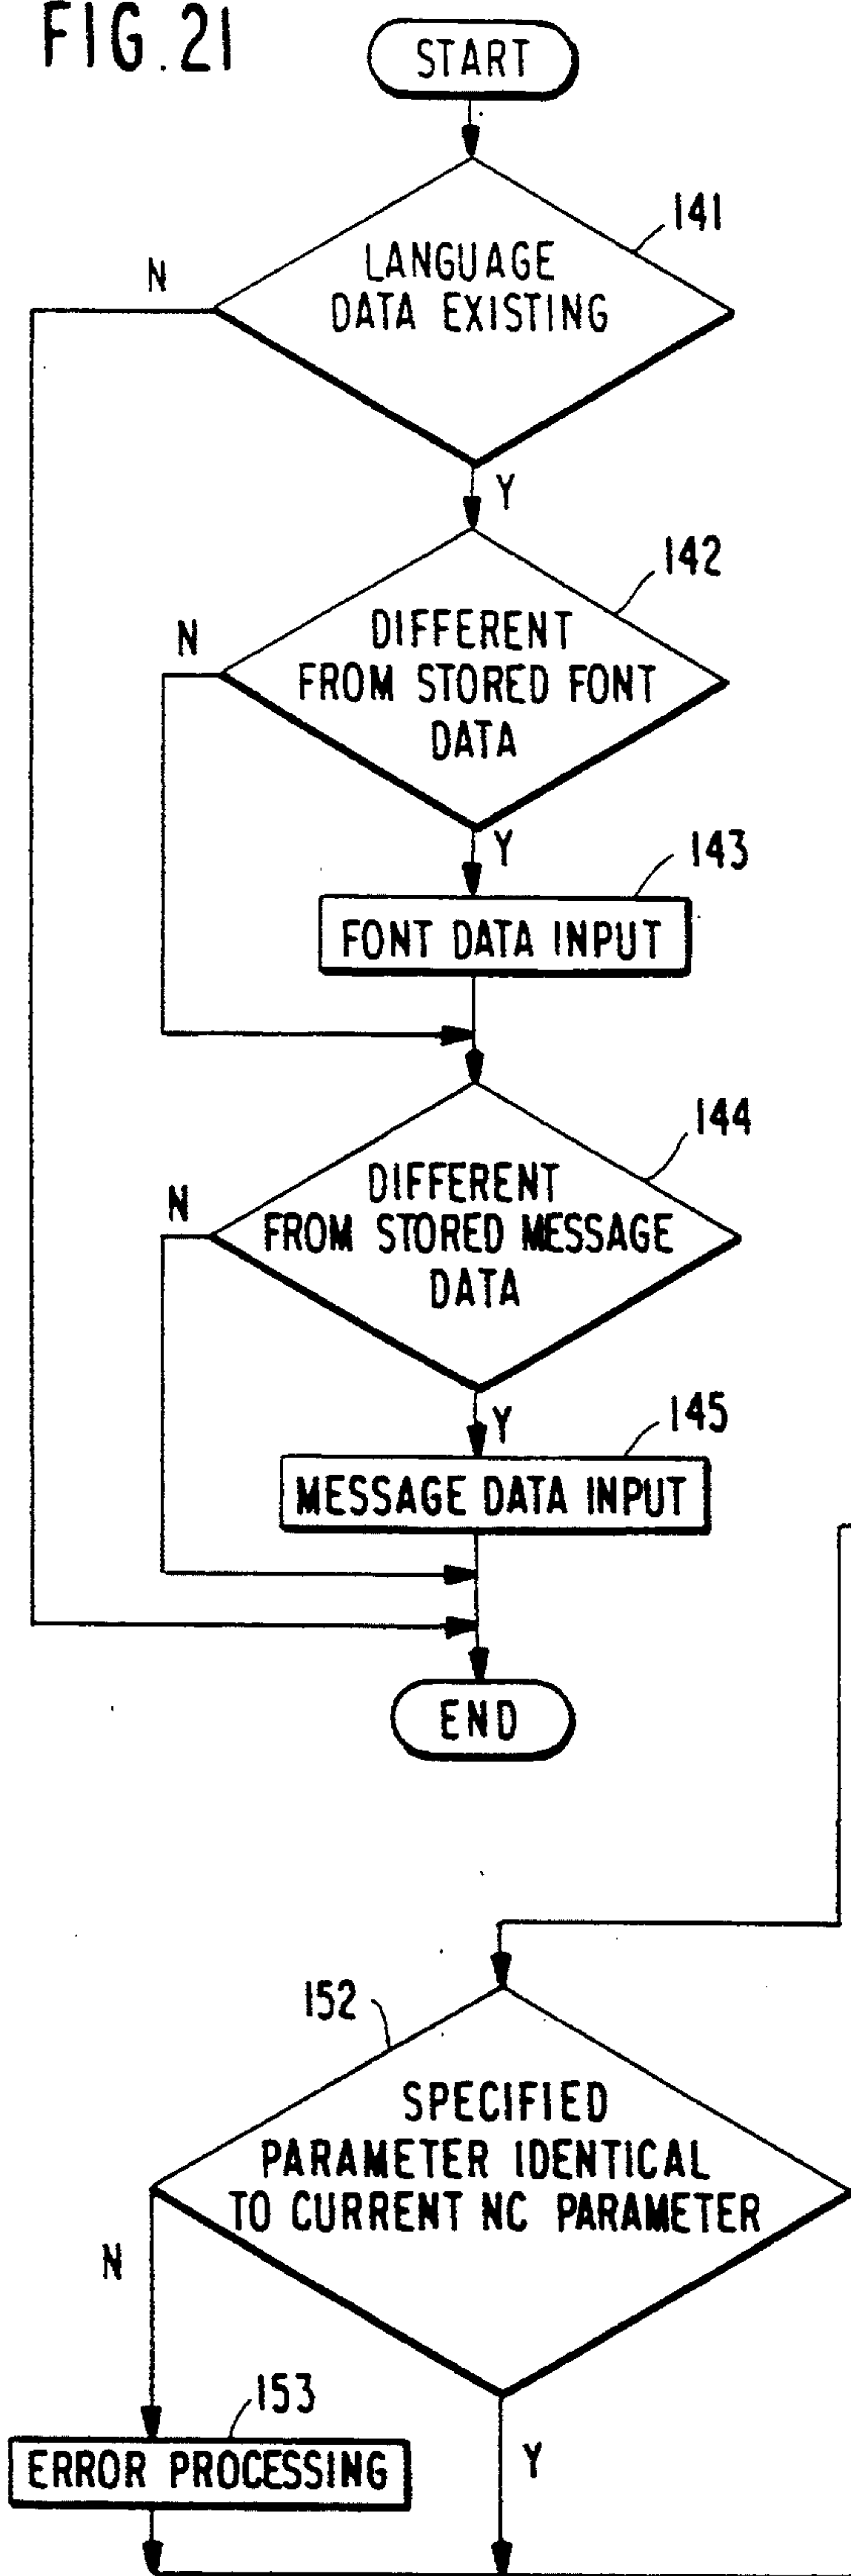 FIG.21
START
141
LANGUAGE
DATA EXISTING
N
Y
142
DIFFERENT
FROM STORED FONT
DATA
N
Y
143
FONT DATA INPUT
144
DIFFERENT
FROM STORED MESSAGE
DATA
N
Y
145
MESSAGE DATA INPUT
END
152
SPECIFIED
PARAMETER IDENTICAL
TO CURRENT NC PARAMETER
N
153
ERROR PROCESSING
Y